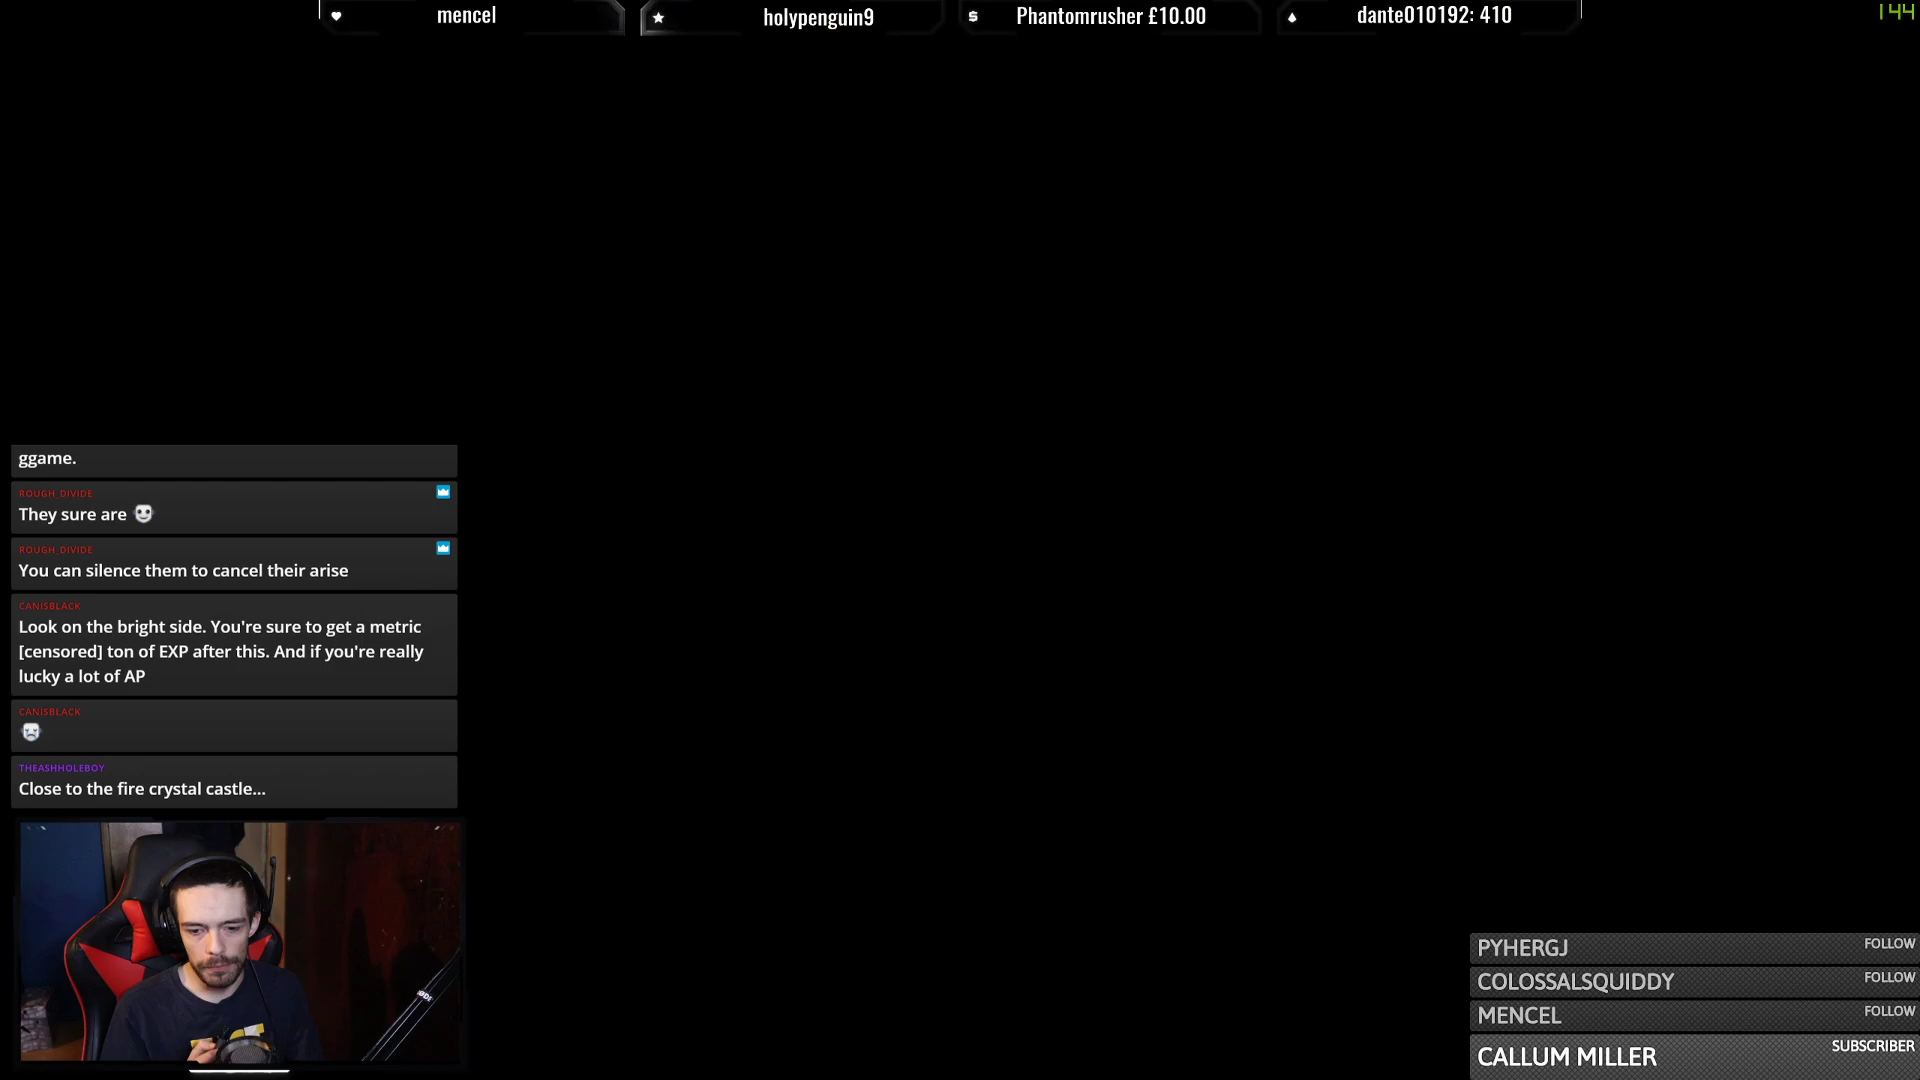 mencel
holypenguin9
Phantomrusher £10.00
dante010192: 410
144
ggame.
ROUGH_DIVIDE
They sure are
ROUGH_DIVIDE
You can silence them to cancel their arise
CANISBLACK
Look on the bright side. You're sure to get a metric
[censored] ton of EXP after this. And if you're really
lucky a lot of AP
CANISBLACK
THEASHHOLEBOY
Close to the fire crystal castle...
RØDE
PYHERGJ FOLLOW
COLOSSALSQUIDDY FOLLOW
MENCEL FOLLOW
CALLUM MILLER SUBSCRIBER